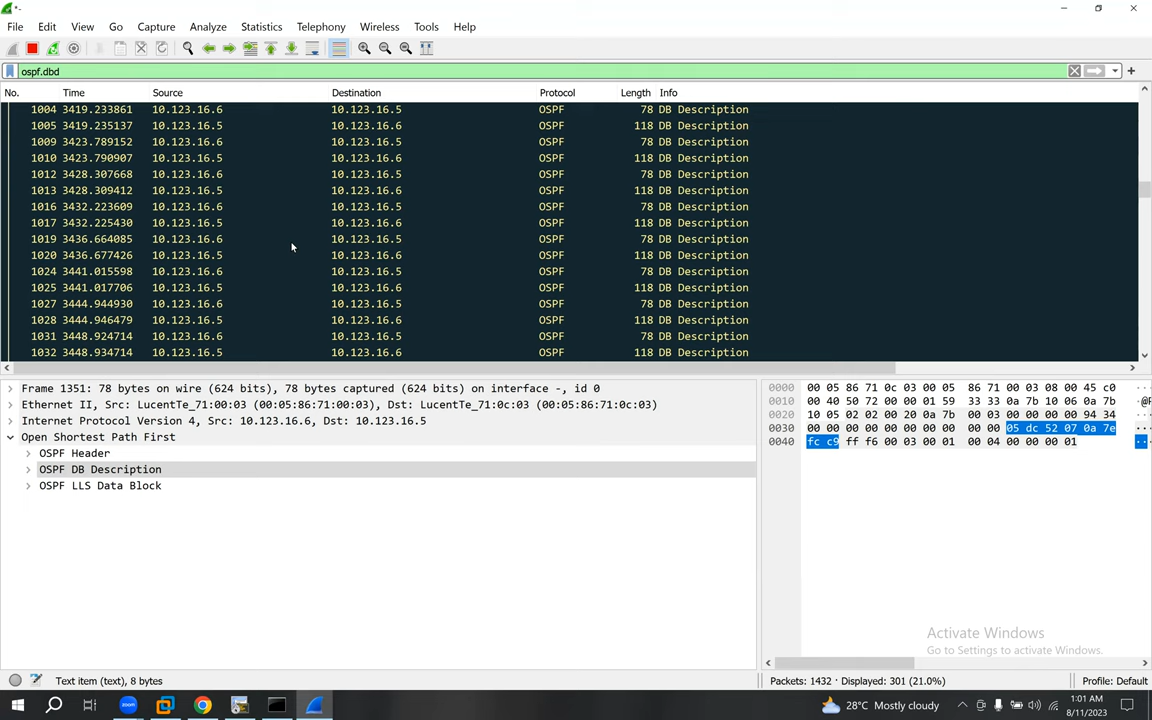 *-
File Edit View Go Capture Analyze Statistics Telephony Wireless Tools Help
ospf.dbd
No. Time Source Destination Protocol Length Info
1004 3419.233861 10.123.16.6 10.123.16.5 OSPF 78 DB Description
1005 3419.235137 10.123.16.5 10.123.16.6 OSPF 118 DB Description
1009 3423.789152 10.123.16.6 10.123.16.5 OSPF 78 DB Description
1010 3423.790907 10.123.16.5 10.123.16.6 OSPF 118 DB Description
1012 3428.307668 10.123.16.6 10.123.16.5 OSPF 78 DB Description
1013 3428.309412 10.123.16.5 10.123.16.6 OSPF 118 DB Description
1016 3432.223609 10.123.16.6 10.123.16.5 OSPF 78 DB Description
1017 3432.225430 10.123.16.5 10.123.16.6 OSPF 118 DB Description
1019 3436.664085 10.123.16.6 10.123.16.5 OSPF 78 DB Description
1020 3436.677426 10.123.16.5 10.123.16.6 OSPF 118 DB Description
1024 3441.015598 10.123.16.6 10.123.16.5 OSPF 78 DB Description
1025 3441.017706 10.123.16.5 10.123.16.6 OSPF 118 DB Description
1027 3444.944930 10.123.16.6 10.123.16.5 OSPF 78 DB Description
1028 3444.946479 10.123.16.5 10.123.16.6 OSPF 118 DB Description
1031 3448.924714 10.123.16.6 10.123.16.5 OSPF 78 DB Description
1032 3448.934714 10.123.16.5 10.123.16.6 OSPF 118 DB Description
Frame 1351: 78 bytes on wire (624 bits), 78 bytes captured (624 bits) on interface -, id 0
Ethernet II, Src: LucentTe_71:00:03 (00:05:86:71:00:03), Dst: LucentTe_71:0c:03 (00:05:86:71:0c:03)
Internet Protocol Version 4, Src: 10.123.16.6, Dst: 10.123.16.5
Open Shortest Path First
OSPF Header
OSPF DB Description
OSPF LLS Data Block
0000 00 05 86 71 0c 03 00 05 86 71 00 03 08 00 45 c0 ··
0010 00 40 50 72 00 00 01 59 33 33 0a 7b 10 06 0a 7b ·@P
0020 10 05 02 02 00 20 0a 7b 00 03 00 00 00 00 94 34 ··
0030 00 00 00 00 00 00 00 00 00 00 05 dc 52 07 0a 7e ···
0040 fc c9 ff f6 00 03 00 01 00 04 00 00 00 01 ··
Activate Windows
Go to Settings to activate Windows.
Text item (text), 8 bytes Packets: 1432 · Displayed: 301 (21.0%) Profile: Default
zoom 28°C Mostly cloudy 1:01 AM
8/11/2023